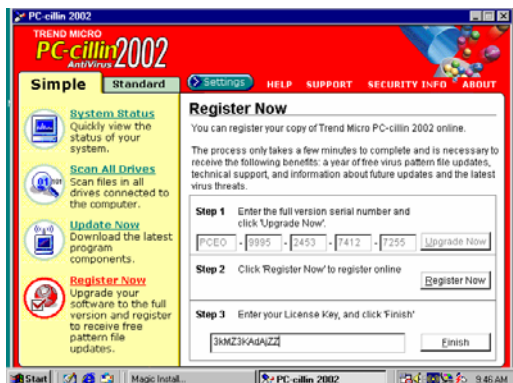 PC-cillin 2002
TREND MICRO
PC-cillin 2002
AntiVirus
Simple
Standard
Settings
HELP SUPPORT SECURITY INFO ABOUT
System Status
Quickly view the
status of your
system.
Scan All Drives
Scan files in all
drives connected to
the computer.
Update Now
Download the latest
program
components.
Register Now
Upgrade your
software to the full
version and register
to receive free
pattern file
updates.
Register Now
You can register your copy of Trend Micro PC-cillin 2002 online.
The process only takes a few minutes to complete and is necessary to
receive the following benefits: a year of free virus pattern file updates,
technical support, and information about future updates and the latest
virus threats.
Step 1 Enter the full version serial number and
click 'Upgrade Now'.
PCEO - 9995 - 2453 - 7412 - 7255 Upgrade Now
Step 2 Click 'Register Now' to register online
Register Now
Step 3 Enter your License Key, and click 'Finish'
3kMZ3KAdAjZZ Finish
Start Magic Install... PC-cillin 2002 9:46 AM